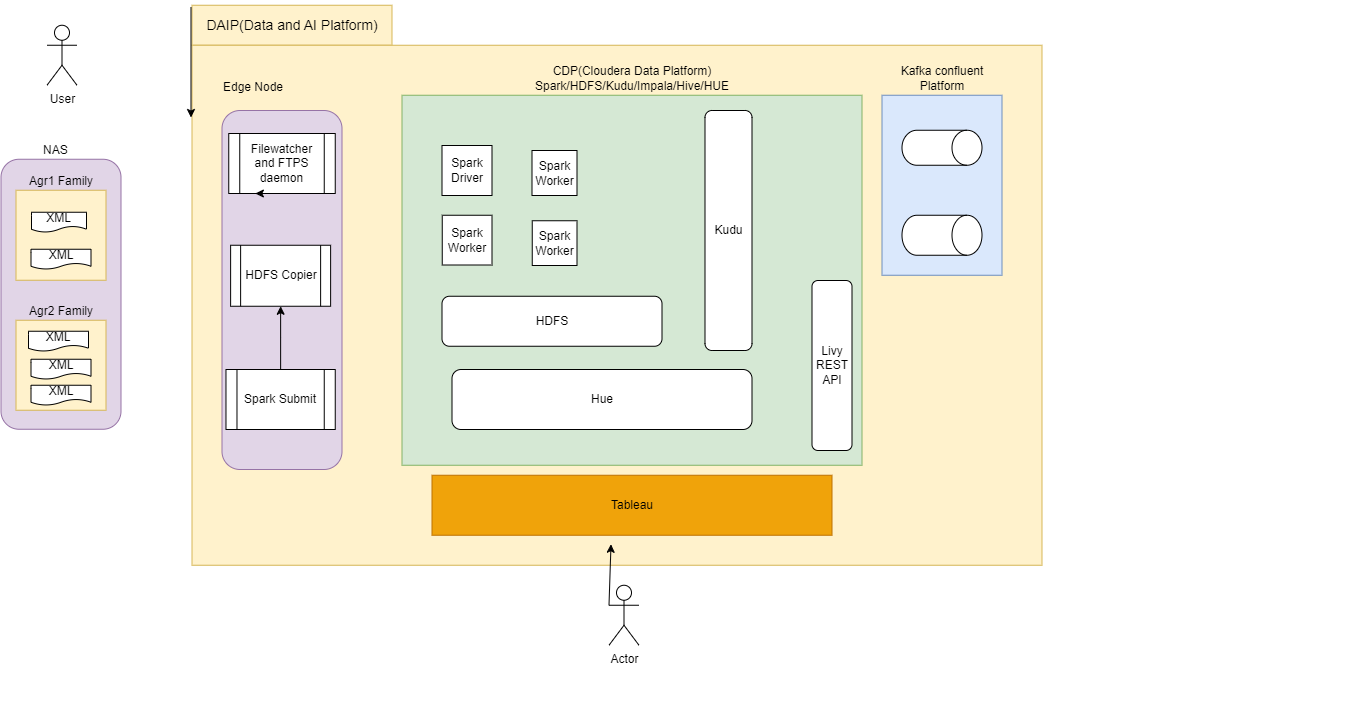 DAIP(Data and AI Platform)
User
NAS
Agr1 Family
XML
XML
Agr2 Family
XML
XML
XML
Edge Node
Filewatcher
and FTPS
daemon
HDFS Copier
Spark Submit
CDP(Cloudera Data Platform)
Spark/HDFS/Kudu/Impala/Hive/HUE
Spark
Driver
Spark
Worker
Spark
Worker
Spark
Worker
HDFS
Hue
Kudu
Livy
REST
API
Kafka confluent
Platform
Tableau
Actor